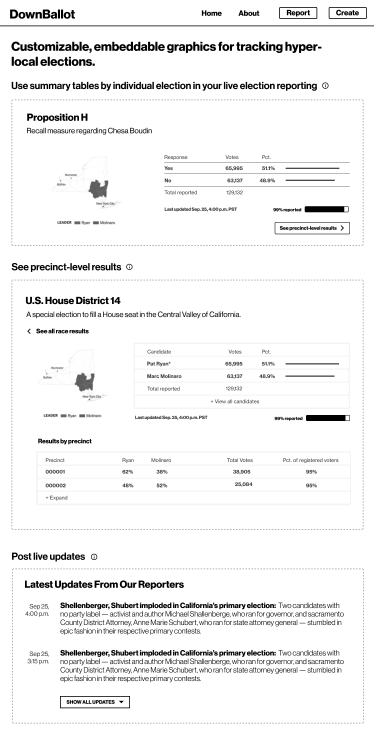 DownBallot
Home About Report Create
Customizable, embeddable graphics for tracking hyper-
local elections.
Use summary tables by individual election in your live election reporting
Proposition H
Recall measure regarding Chesa Boudin
Response Votes Pct.
Yes 65,995 51.1%
No 63,137 48.9%
Total reported 129,132
Last updated Sep. 25, 4:00 p.m. PST 99% reported
LEADER Ryan Molinaro
See precinct-level results
See precinct-level results
U.S. House District 14
A special election to fill a House seat in the Central Valley of California.
See all race results
Candidate Votes Pct.
Pat Ryan* 65,995 51.1%
Marc Molinaro 63,137 48.9%
Total reported 129,132
+ View all candidates
New York City
LEADER Ryan Molinaro
Last updated Sep. 25, 4:00 p.m. PST 99% reported
Results by precinct
Precinct Ryan Molinaro Total Votes Pct. of registered voters
000001 62% 38% 38,905 95%
000002 48% 52% 25,084 95%
+ Expand
Post live updates
Latest Updates From Our Reporters
Sep 25,
4:00 p.m.
Shellenberger, Shubert imploded in California's primary election: Two candidates with
no party label — activist and author Michael Shallenberge, who ran for governor, and sacramento
County District Attorney, Anne Marie Schubert, who ran for state attorney general — stumbled in
epic fashion in their respective primary contests.
Sep 25,
3:15 p.m.
Shellenberger, Shubert imploded in California's primary election: Two candidates with
no party label — activist and author Michael Shallenberge, who ran for governor, and sacramento
County District Attorney, Anne Marie Schubert, who ran for state attorney general — stumbled in
epic fashion in their respective primary contests.
SHOW ALL UPDATES